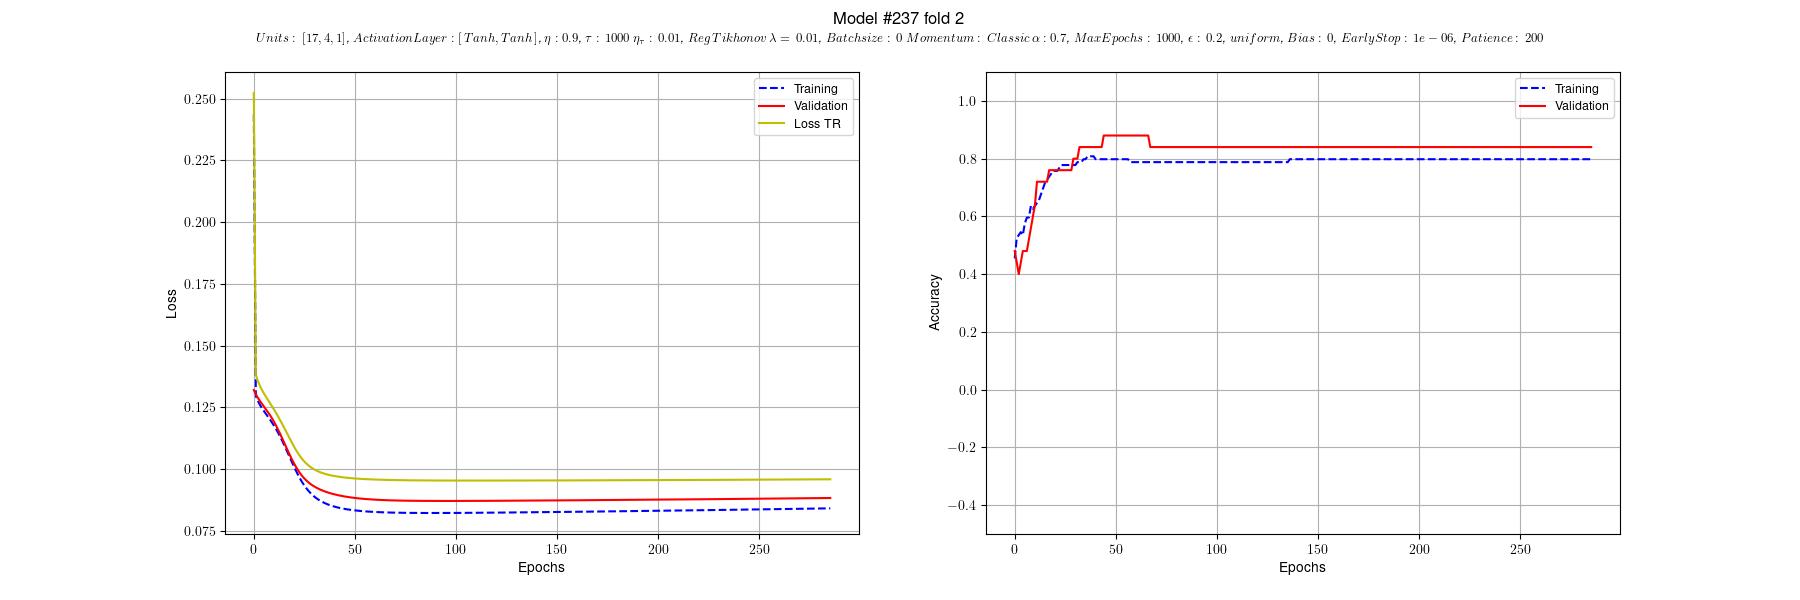 Model #237 fold 2
Units : [17, 4, 1], ActivationLayer : [Tanh, Tanh], η : 0.9, τ : 1000 η_τ : 0.01, RegTikhonov λ = 0.01, Batchsize : 0 Momentum : Classic α : 0.7, MaxEpochs : 1000, ϵ : 0.2, uniform, Bias : 0, EarlyStop : 1e − 06, Patience : 200
Training
Validation
Loss TR
0.250
0.225
0.200
0.175
0.150
0.125
0.100
0.075
Loss
0 50 100 150 200 250
Epochs
Training
Validation
1.0
0.8
0.6
0.4
0.2
0.0
−0.2
−0.4
Accuracy
0 50 100 150 200 250
Epochs